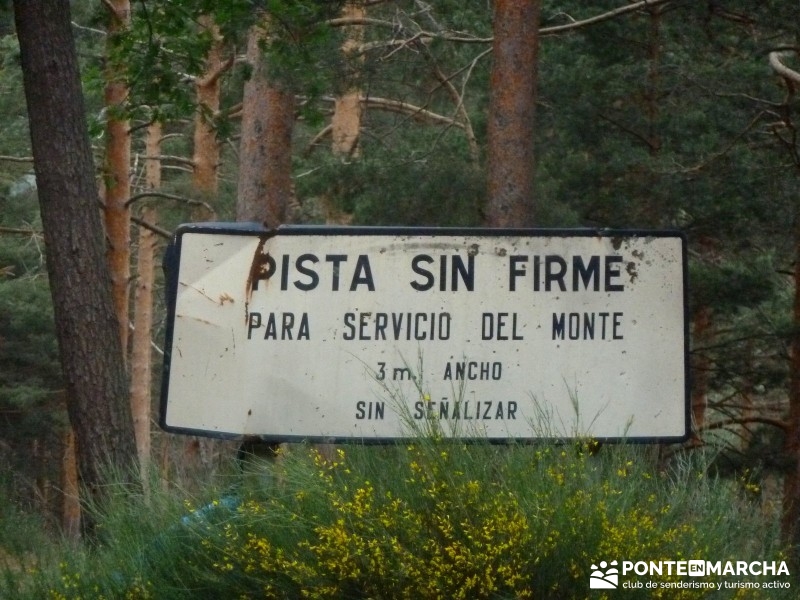 PISTA SIN FIRME
PARA SERVICIO DEL MONTE
3 m. ANCHO
SIN SEÑALIZAR
PONTE EN MARCHA
club de senderismo y turismo activo